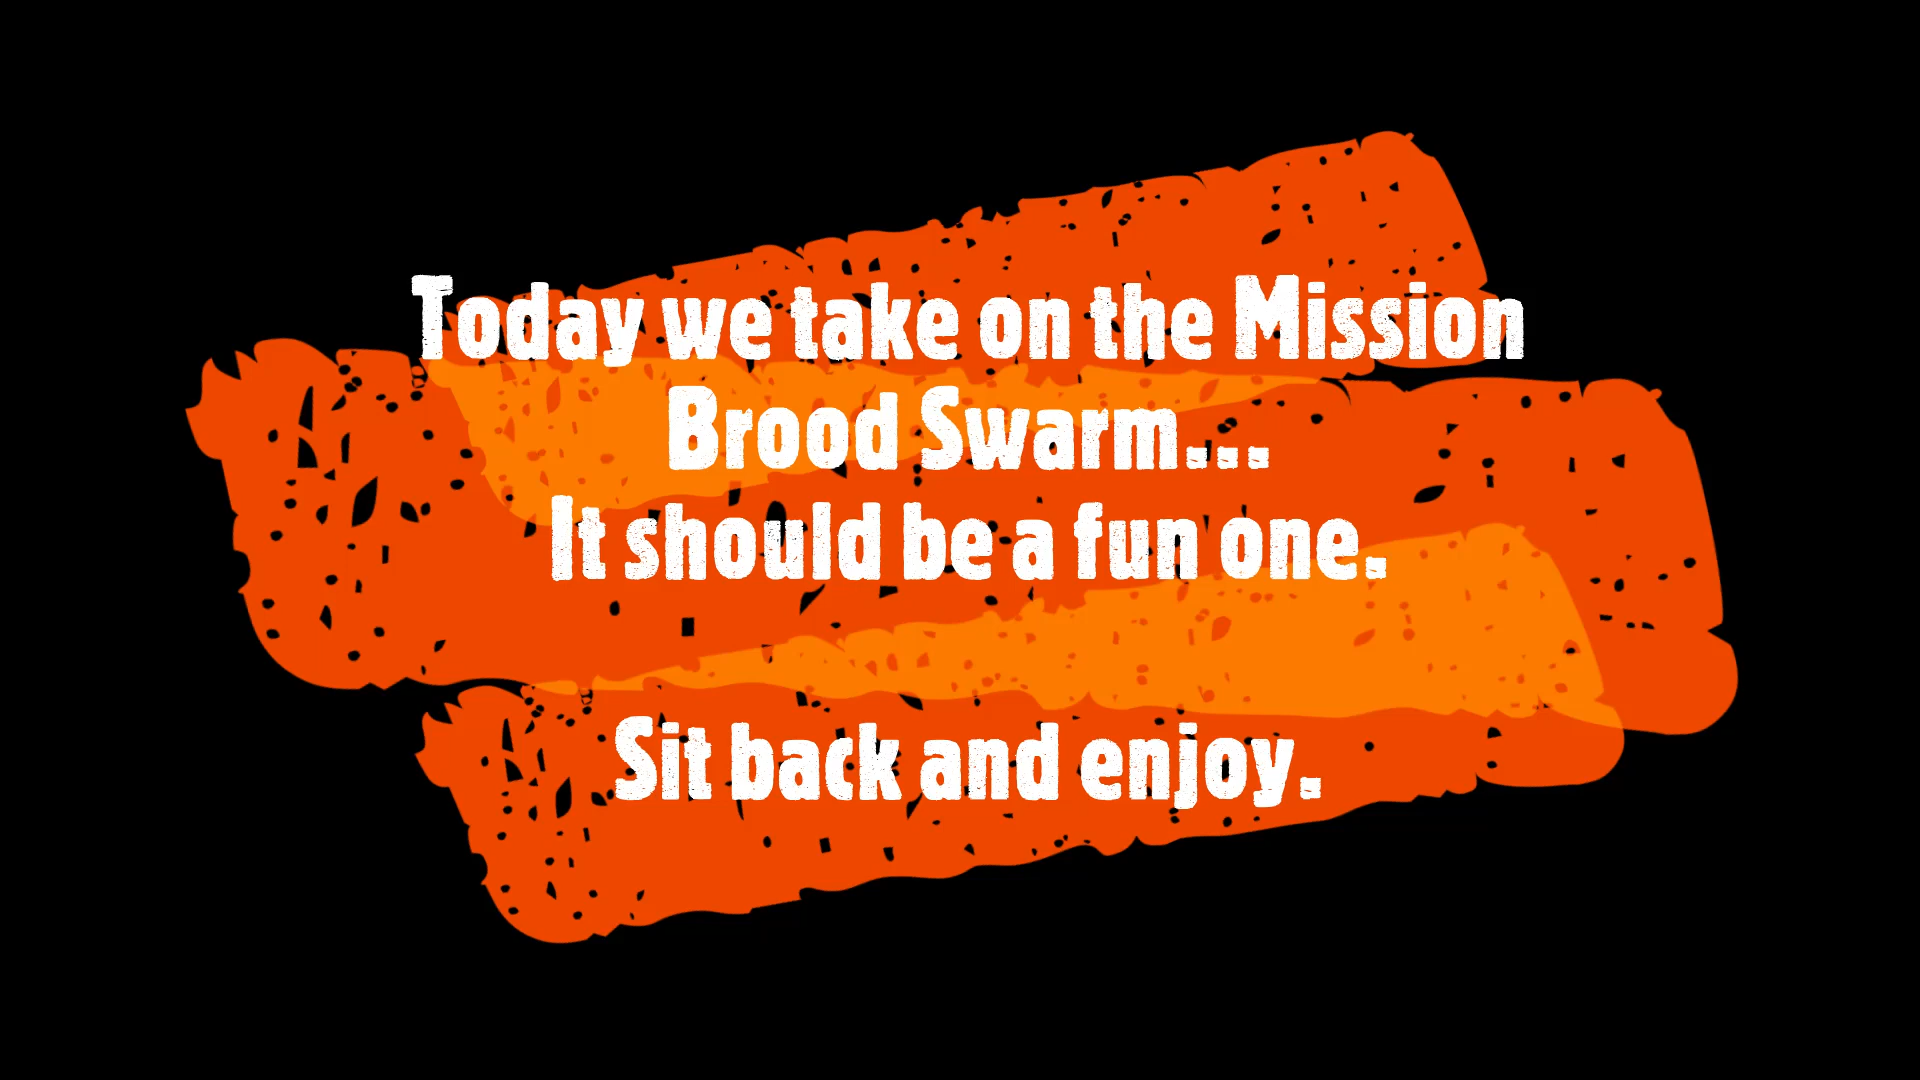 Today we take on the Mission
Brood Swarm...
It should be a fun one.
Sit back and enjoy.